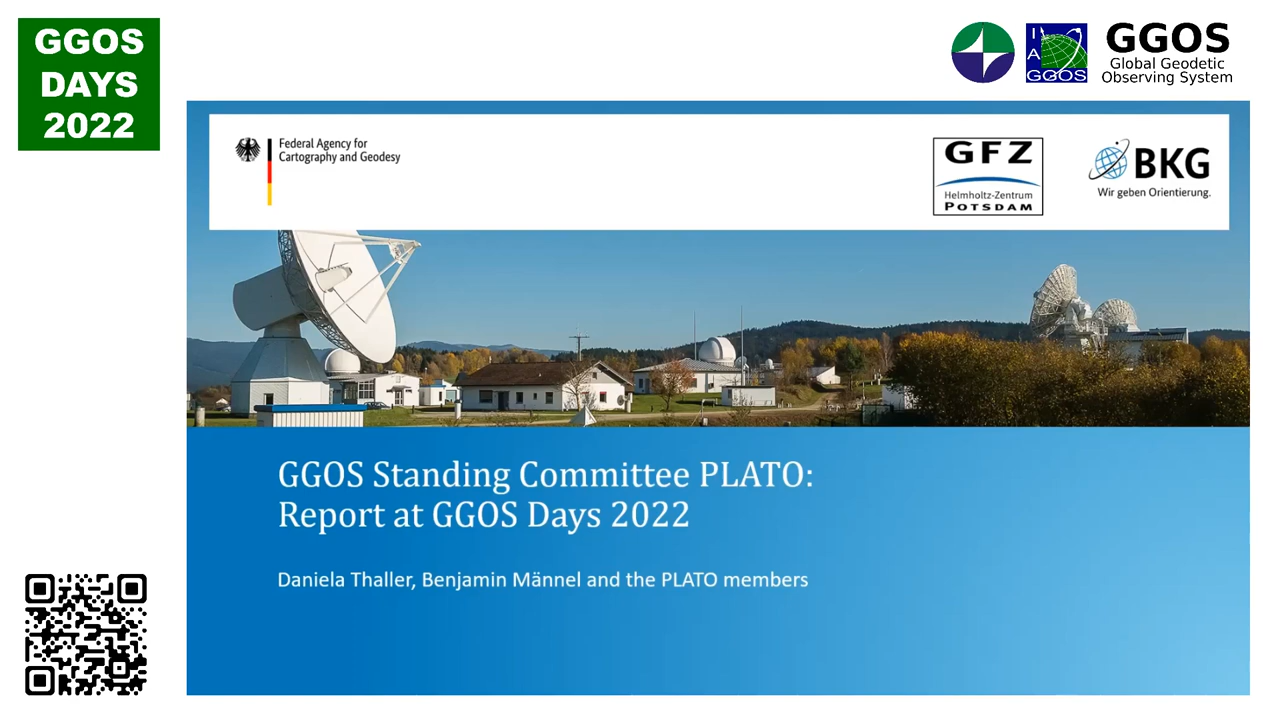 GGOS
DAYS
2022
I
A
GGOS
GGOS
Global Geodetic
Observing System
Federal Agency for
Cartography and Geodesy
GFZ
Helmholtz-Zentrum
POTSDAM
BKG
Wir geben Orientierung.
GGOS Standing Committee PLATO:
Report at GGOS Days 2022
Daniela Thaller, Benjamin Männel and the PLATO members